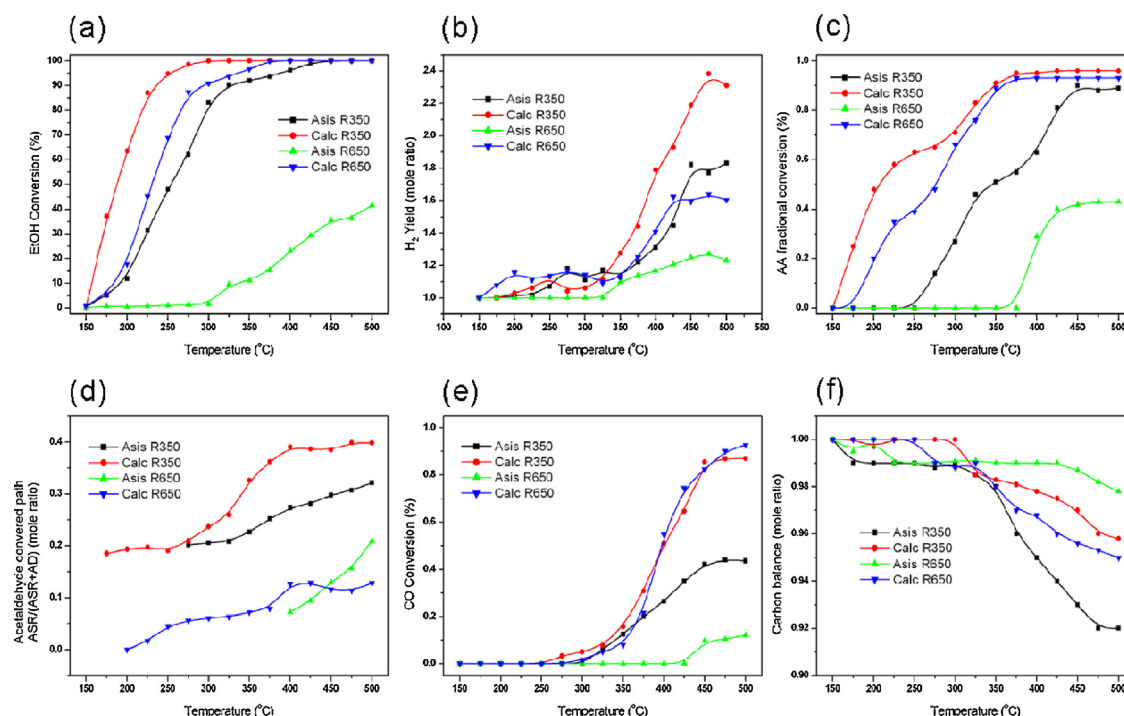 (a)
100
90
80
70
60
50
40
30
20
10
0
EtOH Conversion (%)
Asis R350
Calc R350
Asis R650
Calc R650
150 200 250 300 350 400 450 500
Temperature (°C)
(b)
2.4
2.2
2.0
1.8
1.6
1.4
1.2
1.0
H2 Yield (mole ratio)
Asis R350
Calc R350
Asis R650
Calc R650
100 150 200 250 300 350 400 450 500 550
Temperature (°C)
(c)
1.0
0.8
0.6
0.4
0.2
0.0
AA fractional conversion (%)
Asis R350
Calc R350
Asis R650
Calc R650
150 200 250 300 350 400 450 500
Temperature (°C)
(d)
0.4
0.3
0.2
0.1
0.0
Acetaldehyde convered path
ASR/(ASR+AD) (mole ratio)
Asis R350
Calc R350
Asis R650
Calc R650
150 200 250 300 350 400 450 500
Temperature (°C)
(e)
1.0
0.8
0.6
0.4
0.2
0.0
CO Conversion (%)
Asis R350
Calc R350
Asis R650
Calc R650
150 200 250 300 350 400 450 500
Temperature (°C)
(f)
1.00
0.98
0.96
0.94
0.92
0.90
Carbon balance (mole ratio)
Asis R350
Calc R350
Asis R650
Calc R650
150 200 250 300 350 400 450 500
Temperature (°C)